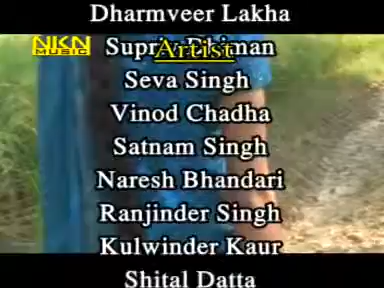 Dharmveer Lakha
NKN
MUSIC
Artist
Seva Singh
Vinod Chadha
Satnam Singh
Naresh Bhandari
Ranjinder Singh
Kulwinder Kaur
Shital Datta